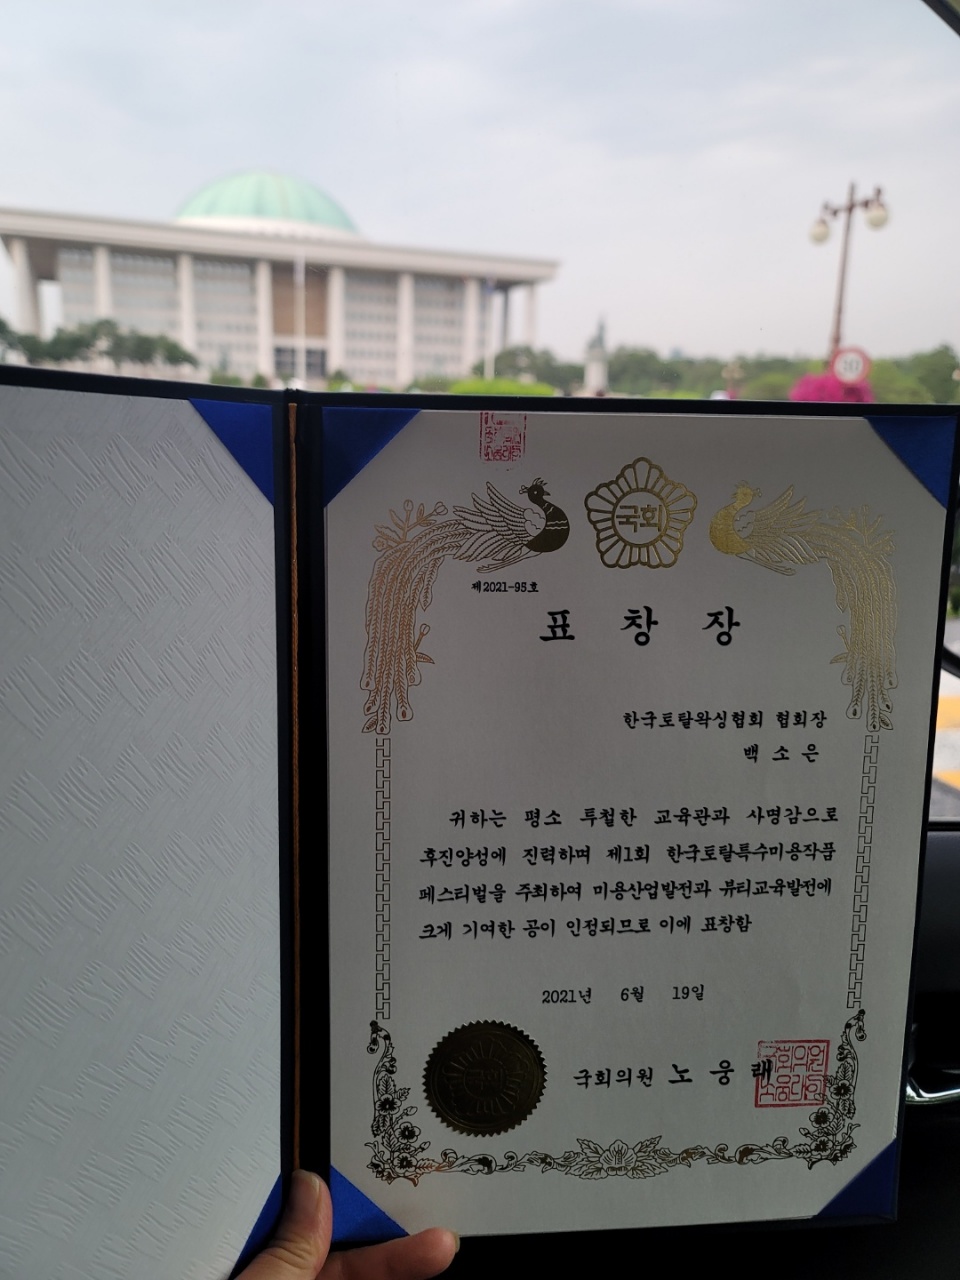 국회
제2021-95호
표 창 장
한국토탈왁싱협회 협회장
백 소 은
귀하는 평소 투철한 교육관과 사명감으로
후진양성에 진력하며 제1회 한국토탈특수미용작품
페스티벌을 주최하여 미용산업발전과 뷰티교육발전에
크게 기여한 공이 인정되므로 이에 표창함
2021년 6월 19일
국회의원 노 웅 래